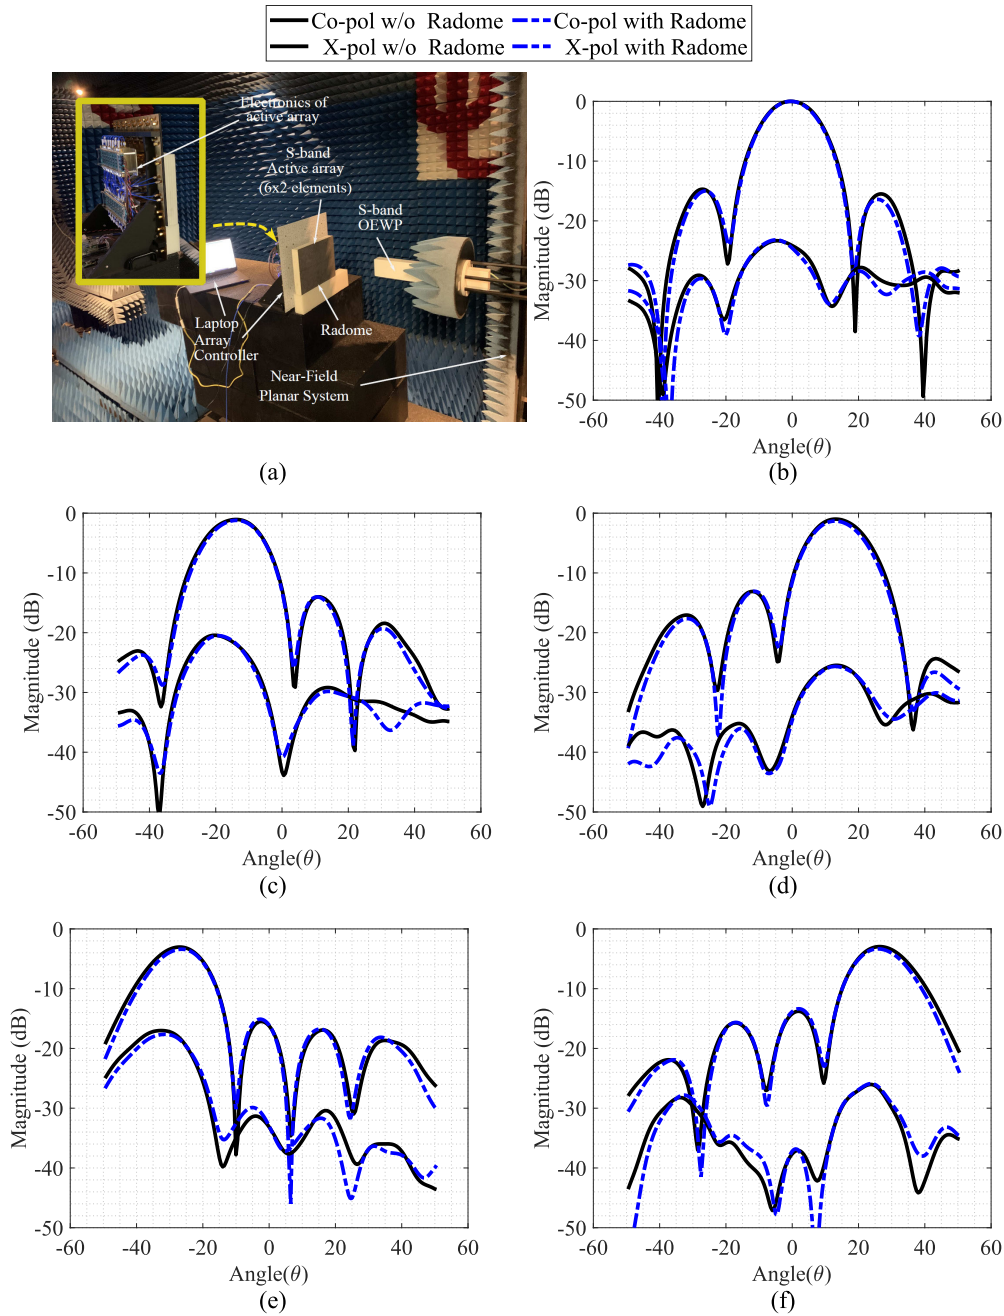 Co-pol w/o Radome Co-pol with Radome
X-pol w/o Radome X-pol with Radome
Electronics of
active array
S-band
Active array
(6x2 elements)
S-band
OEWP
Laptop
Array
Controller
Radome
Near-Field
Planar System
(a)
0
-10
-20
-30
-40
-50
Magnitude (dB)
-60 -40 -20 0 20 40 60
Angle(θ)
(b)
0
-10
-20
-30
-40
-50
Magnitude (dB)
-60 -40 -20 0 20 40 60
Angle(θ)
(c)
0
-10
-20
-30
-40
-50
Magnitude (dB)
-60 -40 -20 0 20 40 60
Angle(θ)
(d)
0
-10
-20
-30
-40
-50
Magnitude (dB)
-60 -40 -20 0 20 40 60
Angle(θ)
(e)
0
-10
-20
-30
-40
-50
Magnitude (dB)
-60 -40 -20 0 20 40 60
Angle(θ)
(f)